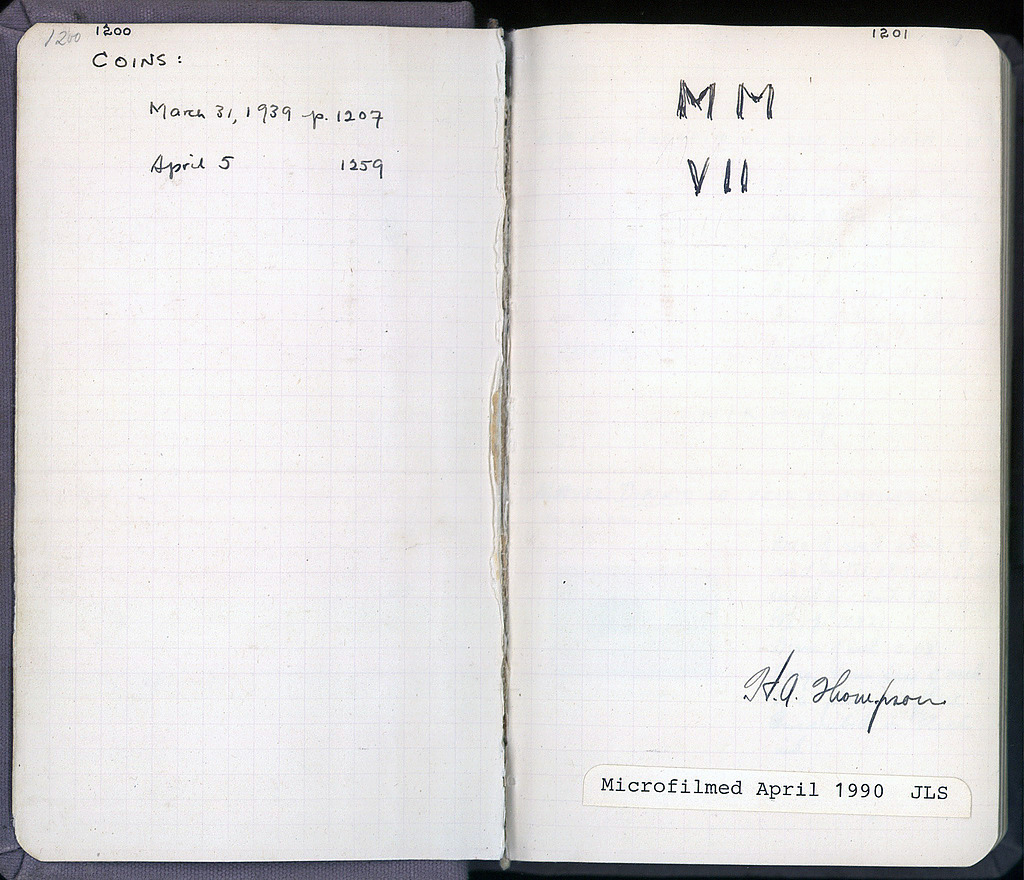 1200 1200
COINS:
March 31, 1939 p. 1207
April 5 1259
1201
MM
VII
H.A. Thompson
Microfilmed April 1990 JLS